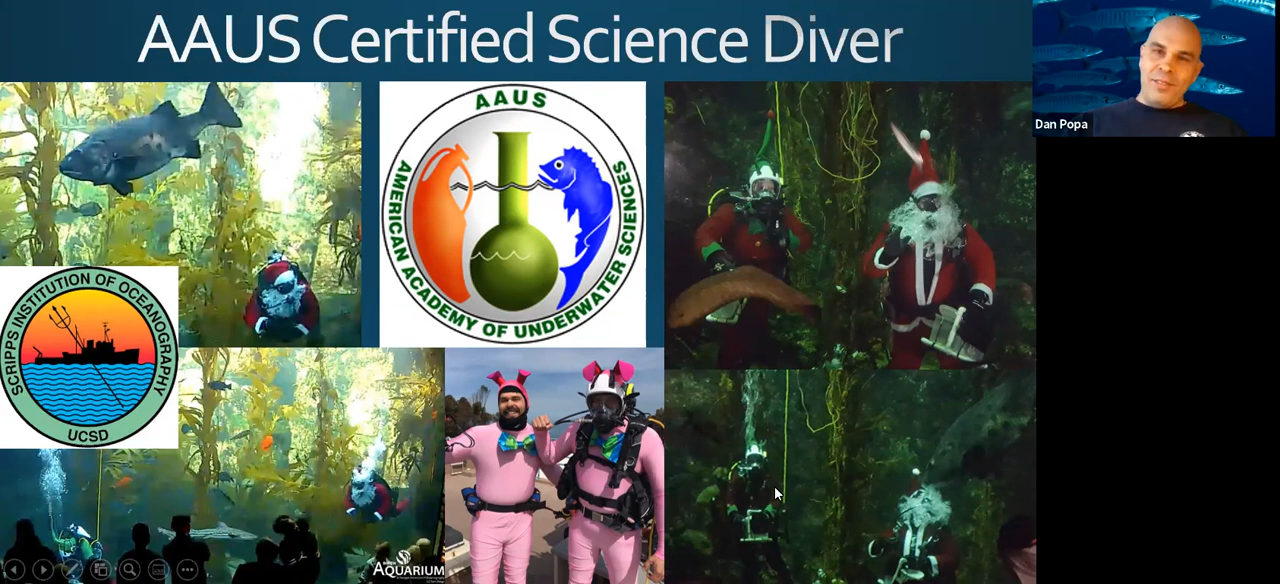 AAUS Certified Science Diver
Dan Popa
AAUS
AMERICAN ACADEMY OF UNDERWATER SCIENCES
SCRIPPS INSTITUTION OF OCEANOGRAPHY
UCSD
AQUARIUM